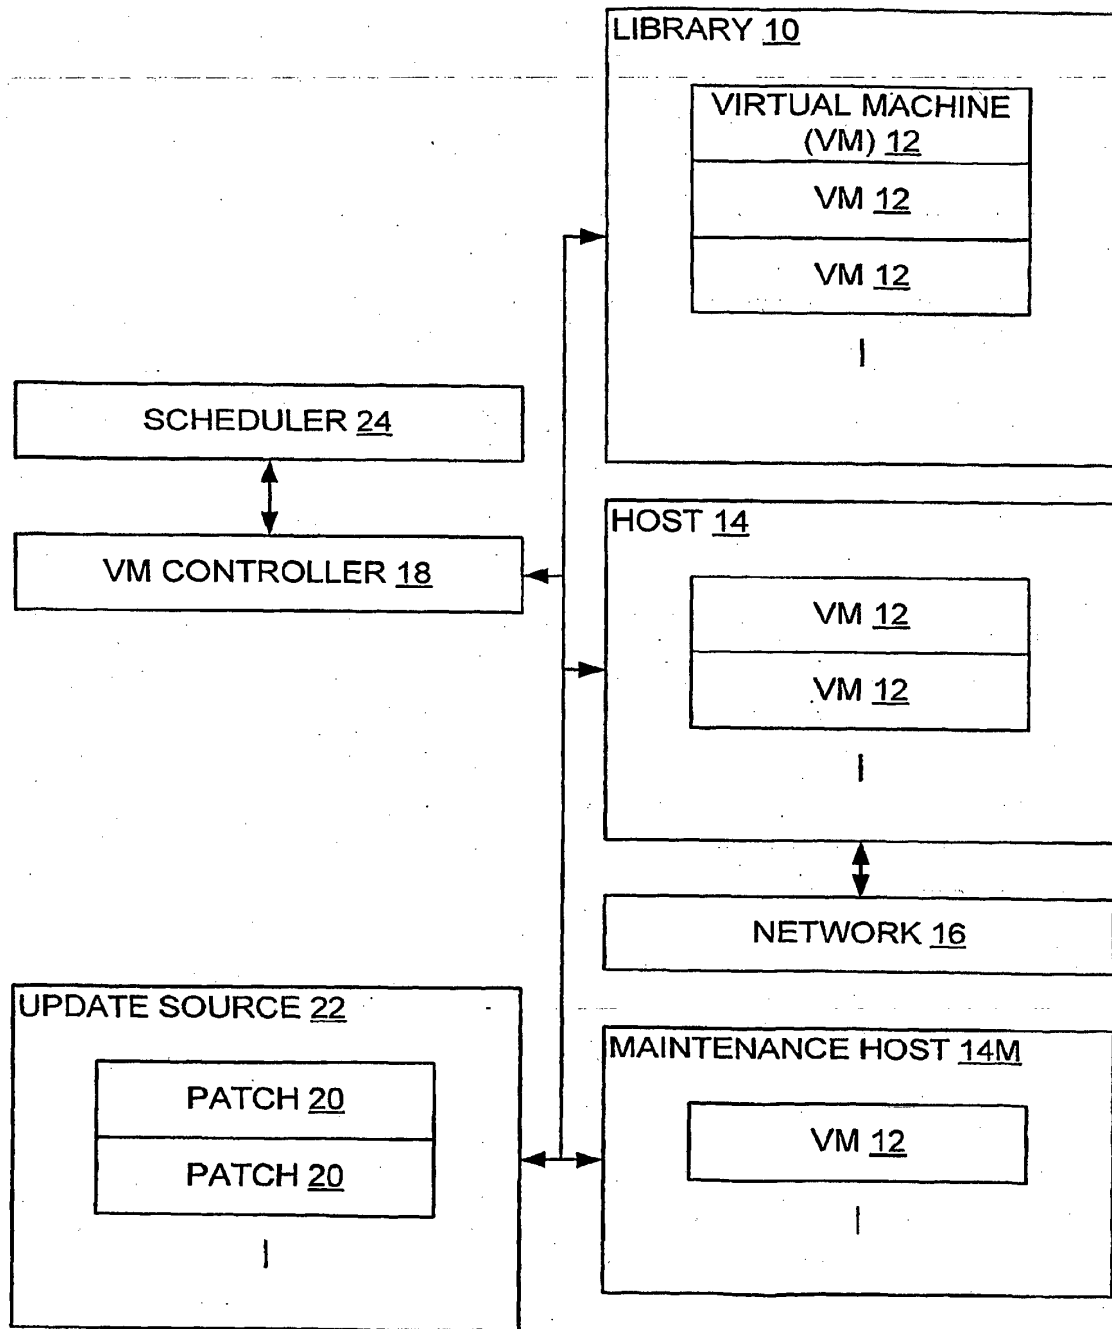 LIBRARY 10
VIRTUAL MACHINE
(VM) 12
VM 12
VM 12
SCHEDULER 24
VM CONTROLLER 18
HOST 14
VM 12
VM 12
NETWORK 16
UPDATE SOURCE 22
PATCH 20
PATCH 20
MAINTENANCE HOST 14M
VM 12